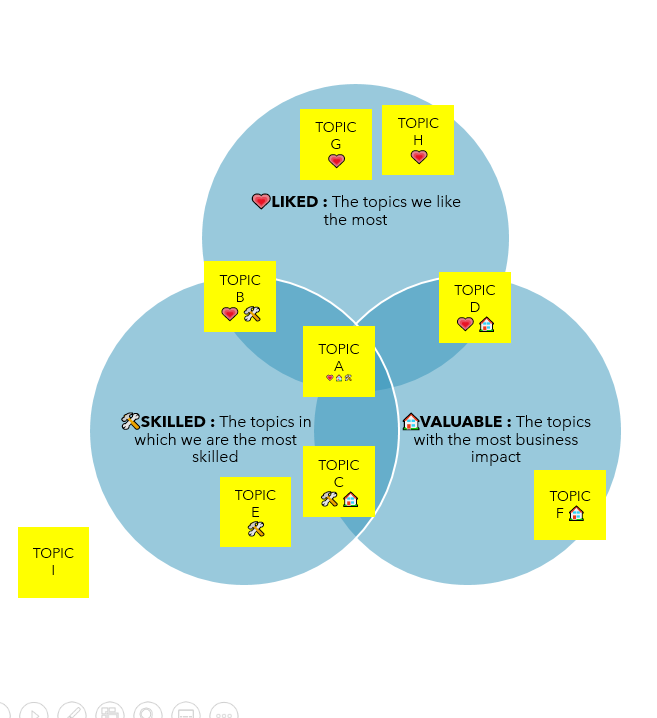 TOPIC
G
TOPIC
H
LIKED : The topics we like
the most
TOPIC
B
TOPIC
D
TOPIC
A
SKILLED : The topics in
which we are the most
skilled
VALUABLE : The topics
with the most business
impact
TOPIC
C
TOPIC
E
TOPIC
F
TOPIC
I